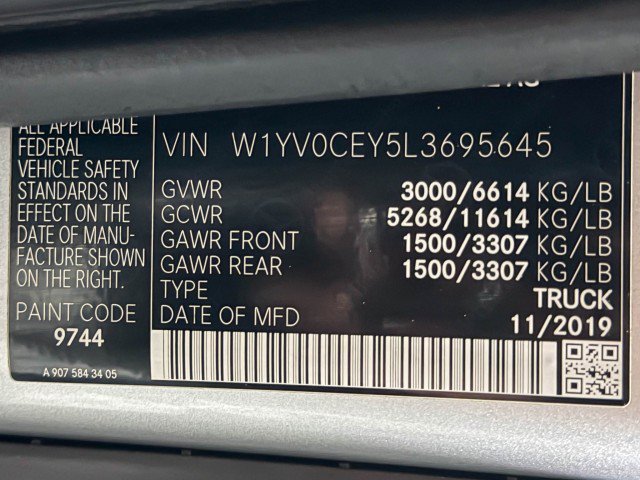 ALL APPLICABLE
FEDERAL
VEHICLE SAFETY
STANDARDS IN
EFFECT ON THE
DATE OF MANU-
FACTURE SHOWN
ON THE RIGHT.
PAINT CODE
9744
A 907 584 34 05
VIN W1YV0CEY5L3695645
GVWR 3000/6614 KG/LB
GCWR 5268/11614 KG/LB
GAWR FRONT 1500/3307 KG/LB
GAWR REAR 1500/3307 KG/LB
TYPE TRUCK
DATE OF MFD 11/2019